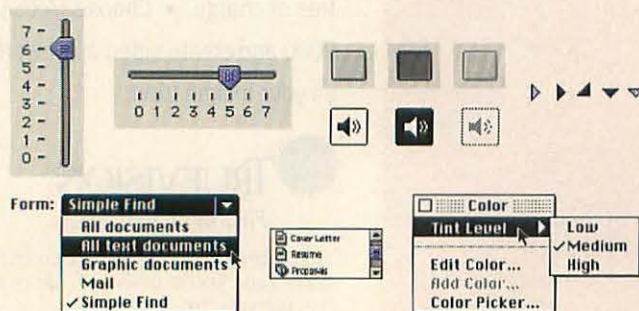 7 -
6 -
5 -
4 -
3 -
2 -
1 -
0 -
0 1 2 3 4 5 6 7
Form: Simple Find
All documents
All text documents
Graphic documents
Mail
✓ Simple Find
Cover Letter
Resume
Proposals
Color
Tint Level
Edit Color...
Add Color...
Color Picker...
Low
✓ Medium
High